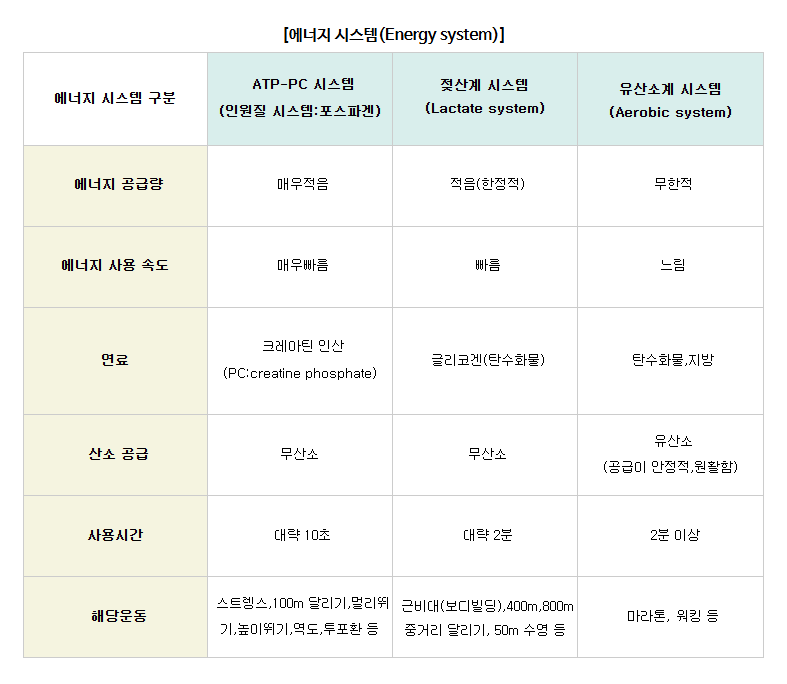 [에너지 시스템(Energy system)]
에너지 시스템 구분
ATP-PC 시스템
(인원질 시스템:포스파겐)
젖산계 시스템
(Lactate system)
유산소계 시스템
(Aerobic system)
에너지 공급량
매우적음
적음(한정적)
무한적
에너지 사용 속도
매우빠름
빠름
느림
연료
크레아틴 인산
(PC:creatine phosphate)
글리코겐(탄수화물)
탄수화물,지방
산소 공급
무산소
무산소
유산소
(공급이 안정적,원활함)
사용시간
대략 10초
대략 2분
2분 이상
해당운동
스트렝스,100m 달리기,멀리뛰
기,높이뛰기,역도,투포환 등
근비대(보디빌딩),400m,800m
중거리 달리기, 50m 수영 등
마라톤, 워킹 등